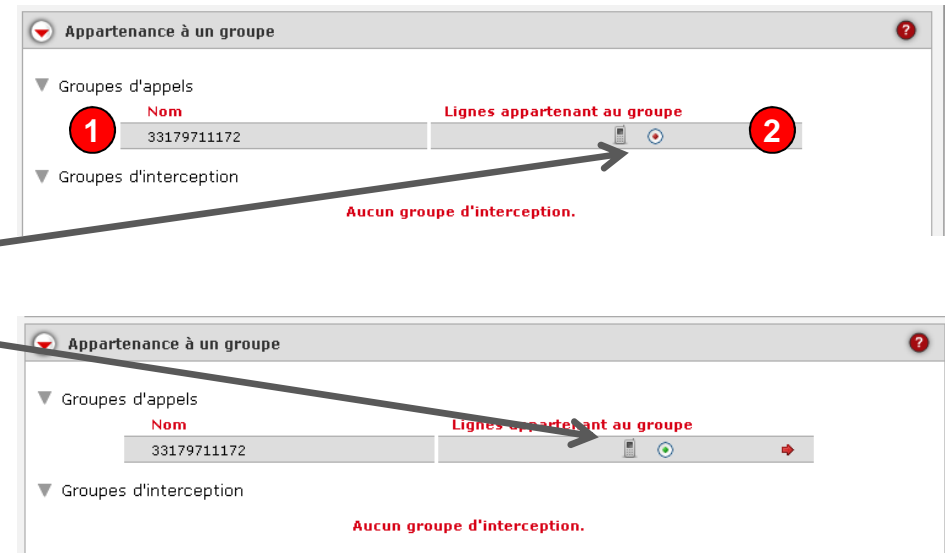 Appartenance à un groupe ?
Groupes d'appels
Nom Lignes appartenant au groupe
1 33179711172 2
Groupes d'interception
Aucun groupe d'interception.
Appartenance à un groupe ?
Groupes d'appels
Nom Lignes appartenant au groupe
33179711172
Groupes d'interception
Aucun groupe d'interception.